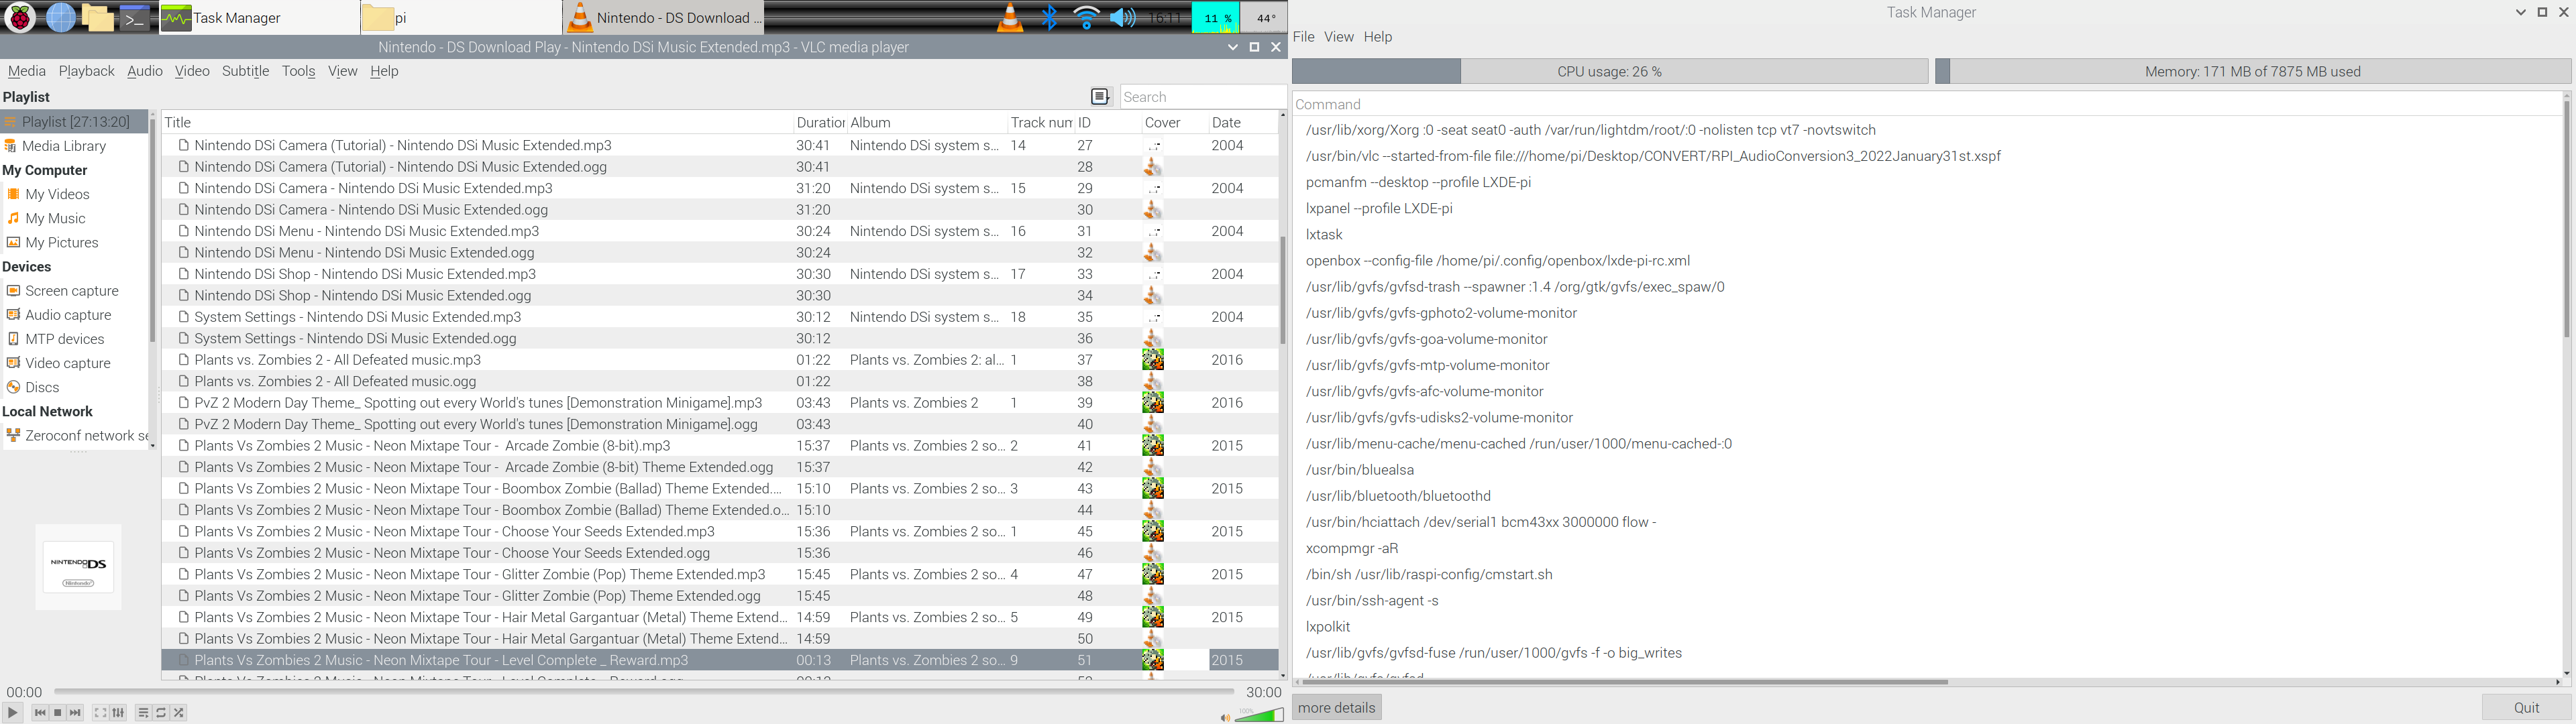 Task Manager
pi
Nintendo - DS Download ...
16:11
11 %
44°
Nintendo - DS Download Play - Nintendo DSi Music Extended.mp3 - VLC media player
Media Playback Audio Video Subtitle Tools View Help
Playlist
Search
Playlist [27:13:20]
Media Library
My Computer
My Videos
My Music
My Pictures
Devices
Screen capture
Audio capture
MTP devices
Video capture
Discs
Local Network
Zeroconf network se
NINTENDO DS
Nintendo
Title Duration Album Track num ID Cover Date
Nintendo DSi Camera (Tutorial) - Nintendo DSi Music Extended.mp3 30:41 Nintendo DSi system s... 14 27 2004
Nintendo DSi Camera (Tutorial) - Nintendo DSi Music Extended.ogg 30:41 28
Nintendo DSi Camera - Nintendo DSi Music Extended.mp3 31:20 Nintendo DSi system s... 15 29 2004
Nintendo DSi Camera - Nintendo DSi Music Extended.ogg 31:20 30
Nintendo DSi Menu - Nintendo DSi Music Extended.mp3 30:24 Nintendo DSi system s... 16 31 2004
Nintendo DSi Menu - Nintendo DSi Music Extended.ogg 30:24 32
Nintendo DSi Shop - Nintendo DSi Music Extended.mp3 30:30 Nintendo DSi system s... 17 33 2004
Nintendo DSi Shop - Nintendo DSi Music Extended.ogg 30:30 34
System Settings - Nintendo DSi Music Extended.mp3 30:12 Nintendo DSi system s... 18 35 2004
System Settings - Nintendo DSi Music Extended.ogg 30:12 36
Plants vs. Zombies 2 - All Defeated music.mp3 01:22 Plants vs. Zombies 2: al... 1 37 2016
Plants vs. Zombies 2 - All Defeated music.ogg 01:22 38
PvZ 2 Modern Day Theme_ Spotting out every World's tunes [Demonstration Minigame].mp3 03:43 Plants vs. Zombies 2 1 39 2016
PvZ 2 Modern Day Theme_ Spotting out every World's tunes [Demonstration Minigame].ogg 03:43 40
Plants Vs Zombies 2 Music - Neon Mixtape Tour - Arcade Zombie (8-bit).mp3 15:37 Plants vs. Zombies 2 so... 2 41 2015
Plants Vs Zombies 2 Music - Neon Mixtape Tour - Arcade Zombie (8-bit) Theme Extended.ogg 15:37 42
Plants Vs Zombies 2 Music - Neon Mixtape Tour - Boombox Zombie (Ballad) Theme Extended.... 15:10 Plants vs. Zombies 2 so... 3 43 2015
Plants Vs Zombies 2 Music - Neon Mixtape Tour - Boombox Zombie (Ballad) Theme Extended.o... 15:10 44
Plants Vs Zombies 2 Music - Neon Mixtape Tour - Choose Your Seeds Extended.mp3 15:36 Plants vs. Zombies 2 so... 1 45 2015
Plants Vs Zombies 2 Music - Neon Mixtape Tour - Choose Your Seeds Extended.ogg 15:36 46
Plants Vs Zombies 2 Music - Neon Mixtape Tour - Glitter Zombie (Pop) Theme Extended.mp3 15:45 Plants vs. Zombies 2 so... 4 47 2015
Plants Vs Zombies 2 Music - Neon Mixtape Tour - Glitter Zombie (Pop) Theme Extended.ogg 15:45 48
Plants Vs Zombies 2 Music - Neon Mixtape Tour - Hair Metal Gargantuar (Metal) Theme Extend... 14:59 Plants vs. Zombies 2 so... 5 49 2015
Plants Vs Zombies 2 Music - Neon Mixtape Tour - Hair Metal Gargantuar (Metal) Theme Extend... 14:59 50
Plants Vs Zombies 2 Music - Neon Mixtape Tour - Level Complete _ Reward.mp3 00:13 Plants vs. Zombies 2 so... 9 51 2015
00:00 30:00
100%
Task Manager
File View Help
CPU usage: 26 % Memory: 171 MB of 7875 MB used
Command
/usr/lib/xorg/Xorg :0 -seat seat0 -auth /var/run/lightdm/root/:0 -nolisten tcp vt7 -novtswitch
/usr/bin/vlc --started-from-file file:///home/pi/Desktop/CONVERT/RPI_AudioConversion3_2022January31st.xspf
pcmanfm --desktop --profile LXDE-pi
lxpanel --profile LXDE-pi
lxtask
openbox --config-file /home/pi/.config/openbox/lxde-pi-rc.xml
/usr/lib/gvfs/gvfsd-trash --spawner :1.4 /org/gtk/gvfs/exec_spaw/0
/usr/lib/gvfs/gvfs-gphoto2-volume-monitor
/usr/lib/gvfs/gvfs-goa-volume-monitor
/usr/lib/gvfs/gvfs-mtp-volume-monitor
/usr/lib/gvfs/gvfs-afc-volume-monitor
/usr/lib/gvfs/gvfs-udisks2-volume-monitor
/usr/lib/menu-cache/menu-cached /run/user/1000/menu-cached-:0
/usr/bin/bluealsa
/usr/lib/bluetooth/bluetoothd
/usr/bin/hciattach /dev/serial1 bcm43xx 3000000 flow -
xcompmgr -aR
/bin/sh /usr/lib/raspi-config/cmstart.sh
/usr/bin/ssh-agent -s
lxpolkit
/usr/lib/gvfs/gvfsd-fuse /run/user/1000/gvfs -f -o big_writes
more details
Quit